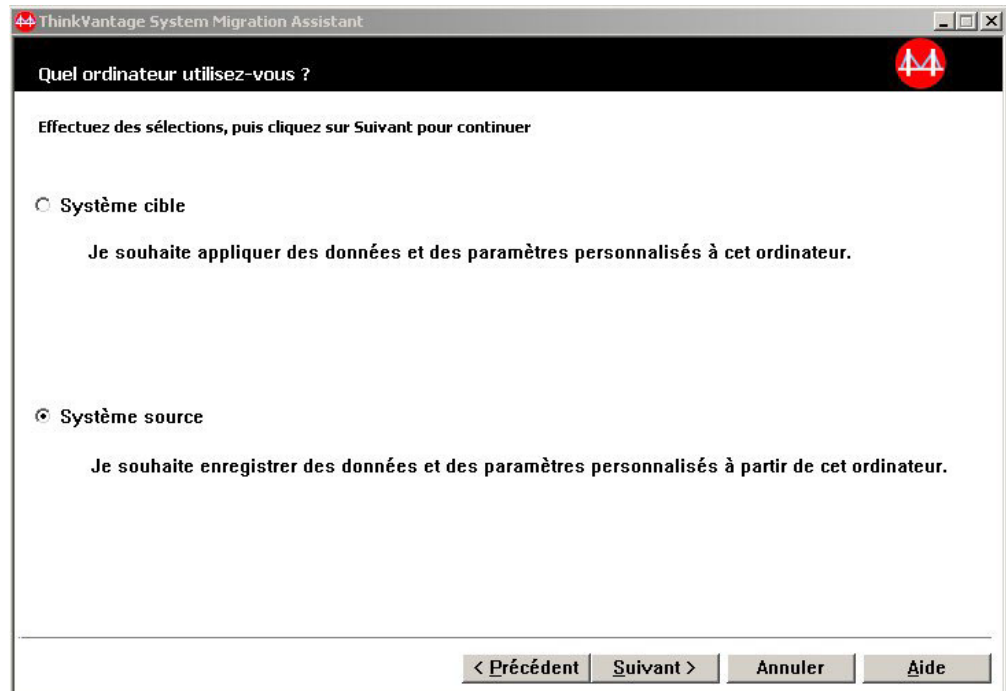 ThinkVantage System Migration Assistant
Quel ordinateur utilisez-vous ?
Effectuez des sélections, puis cliquez sur Suivant pour continuer
Système cible
Je souhaite appliquer des données et des paramètres personnalisés à cet ordinateur.
Système source
Je souhaite enregistrer des données et des paramètres personnalisés à partir de cet ordinateur.
< Précédent Suivant > Annuler Aide